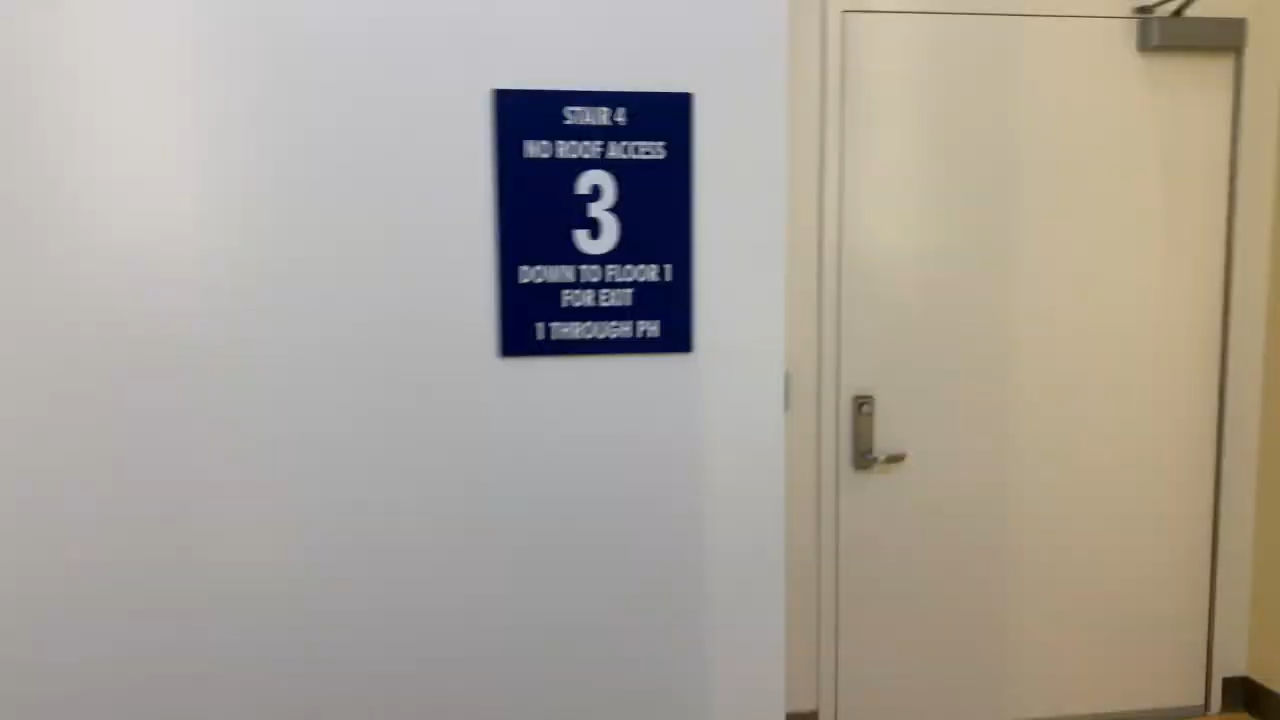 STAIR 4
NO ROOF ACCESS
3
DOWN TO FLOOR 1
FOR EXIT
1 THROUGH PH